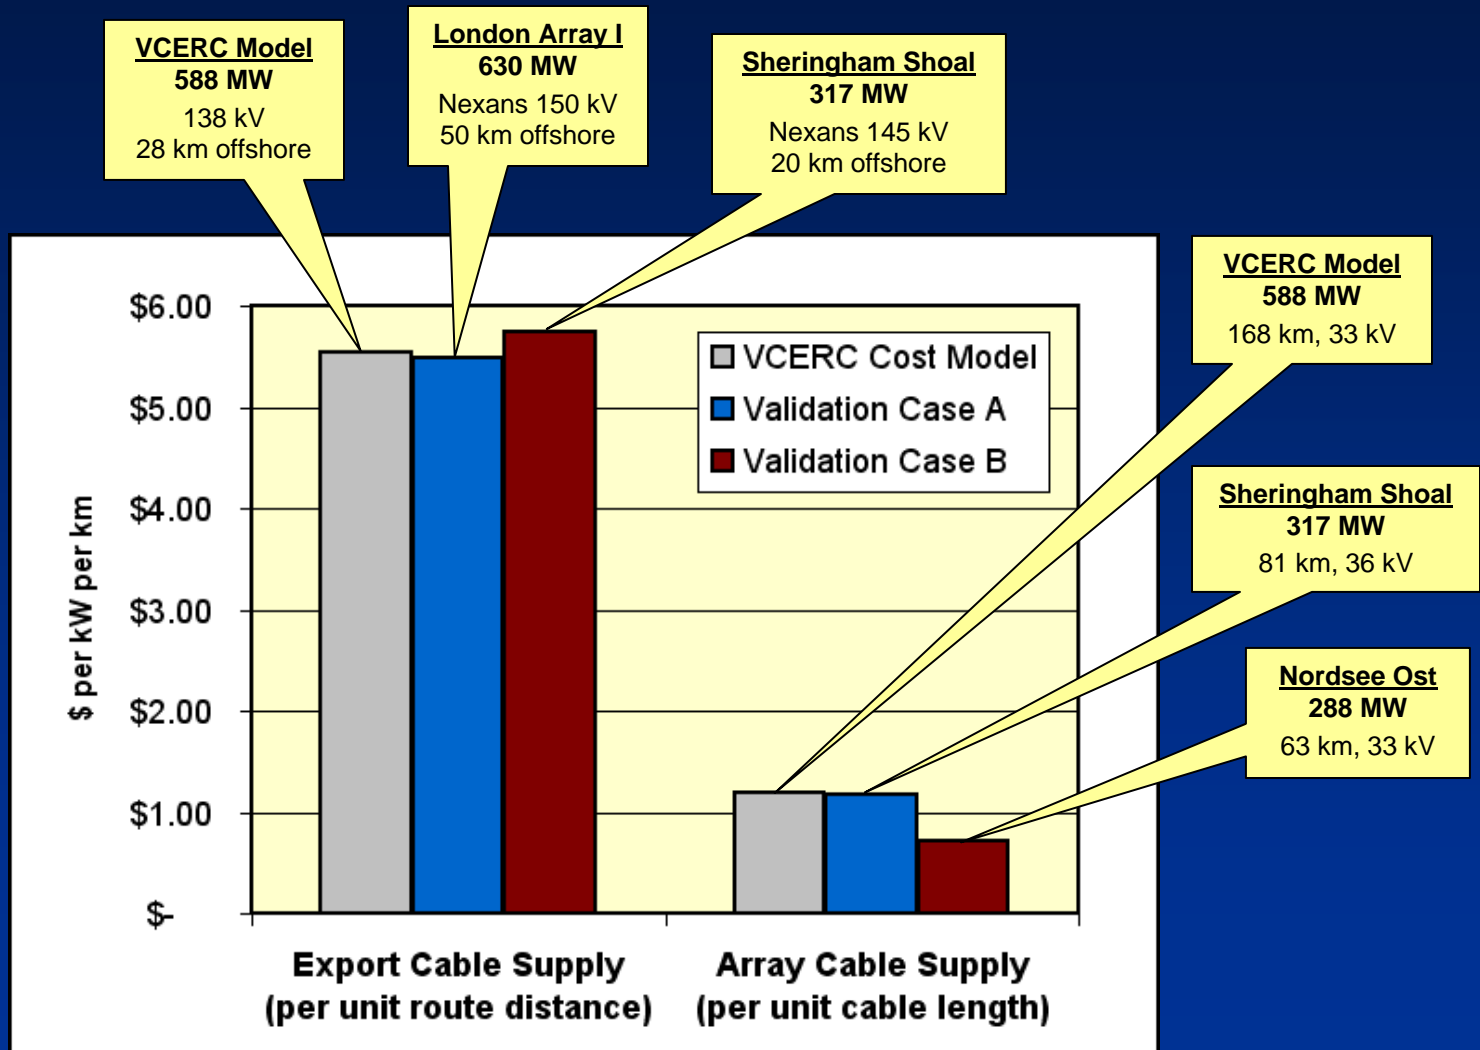 VCERC Model
588 MW
138 kV
28 km offshore
London Array I
630 MW
Nexans 150 kV
50 km offshore
Sheringham Shoal
317 MW
Nexans 145 kV
20 km offshore
VCERC Model
588 MW
168 km, 33 kV
Sheringham Shoal
317 MW
81 km, 36 kV
Nordsee Ost
288 MW
63 km, 33 kV
$ per kW per km
$6.00
$5.00
$4.00
$3.00
$2.00
$1.00
$-
VCERC Cost Model
Validation Case A
Validation Case B
Export Cable Supply
(per unit route distance)
Array Cable Supply
(per unit cable length)